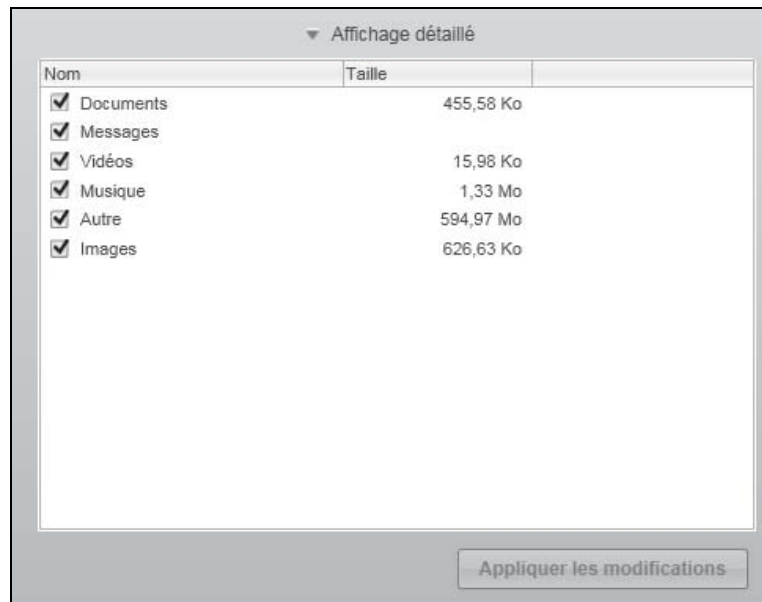 Affichage détaillé
Nom Taille
Documents 455,58 Ko
Messages
Vidéos 15,98 Ko
Musique 1,33 Mo
Autre 594,97 Mo
Images 626,63 Ko
Appliquer les modifications